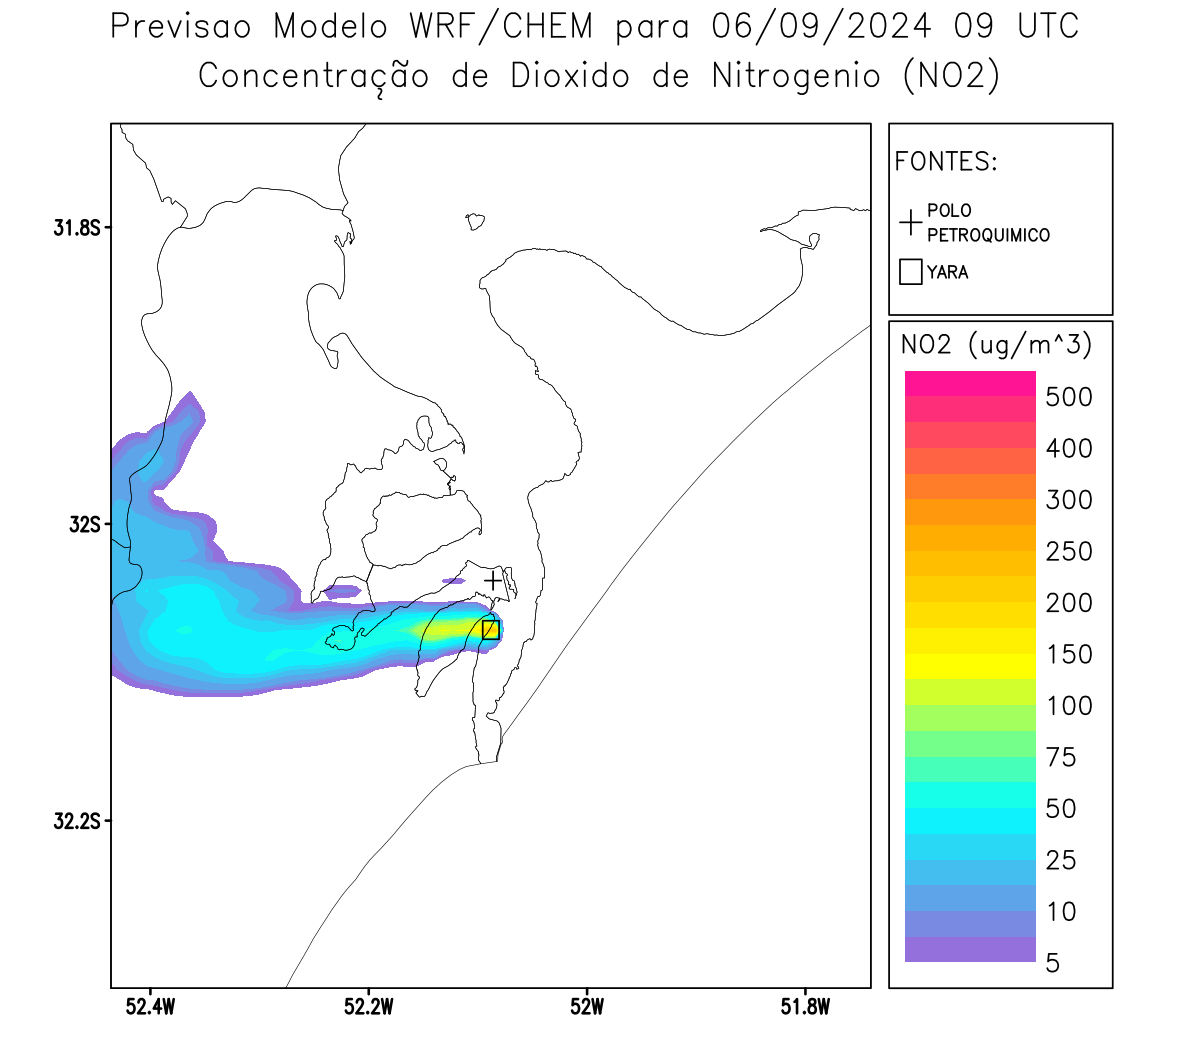 Previsao Modelo WRF/CHEM para 06/09/2024 09 UTC
Concentração de Dioxido de Nitrogenio (NO2)
FONTES:
POLO
PETROQUIMICO
YARA
31.8S
32S
32.2S
52.4W
52.2W
52W
51.8W
NO2 (ug/m^3)
500
400
300
250
200
150
100
75
50
25
10
5